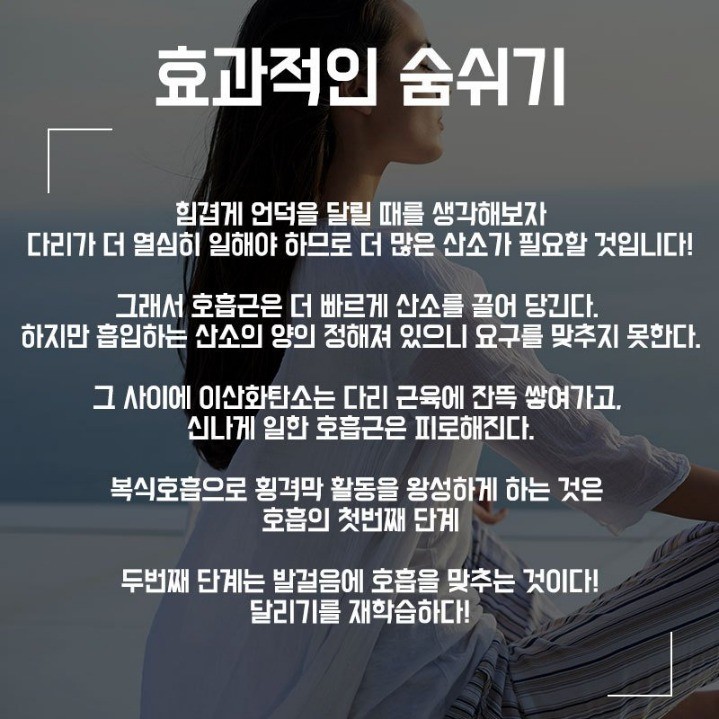 효과적인 숨쉬기
힘겹게 언덕을 달릴 때를 생각해보자
다리가 더 열심히 일해야 하므로 더 많은 산소가 필요할 것입니다!
그래서 호흡근은 더 빠르게 산소를 끌어 당긴다.
하지만 흡입하는 산소의 양의 정해져 있으니 요구를 맞추지 못한다.
그 사이에 이산화탄소는 다리 근육에 잔뜩 쌓여가고,
신나게 일한 호흡근은 피로해진다.
복식호흡으로 횡격막 활동을 왕성하게 하는 것은
호흡의 첫번째 단계
두번째 단계는 발걸음에 호흡을 맞추는 것이다!
달리기를 재학습하다!